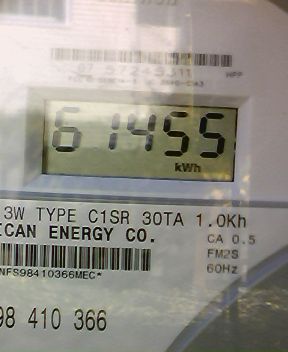 HPP
61455
kWh
3W TYPE C1SR 30TA 1.0Kh
ICAN ENERGY CO.
CA 0.5
FM2S
60Hz
NFS98410366MEC*
98 410 366